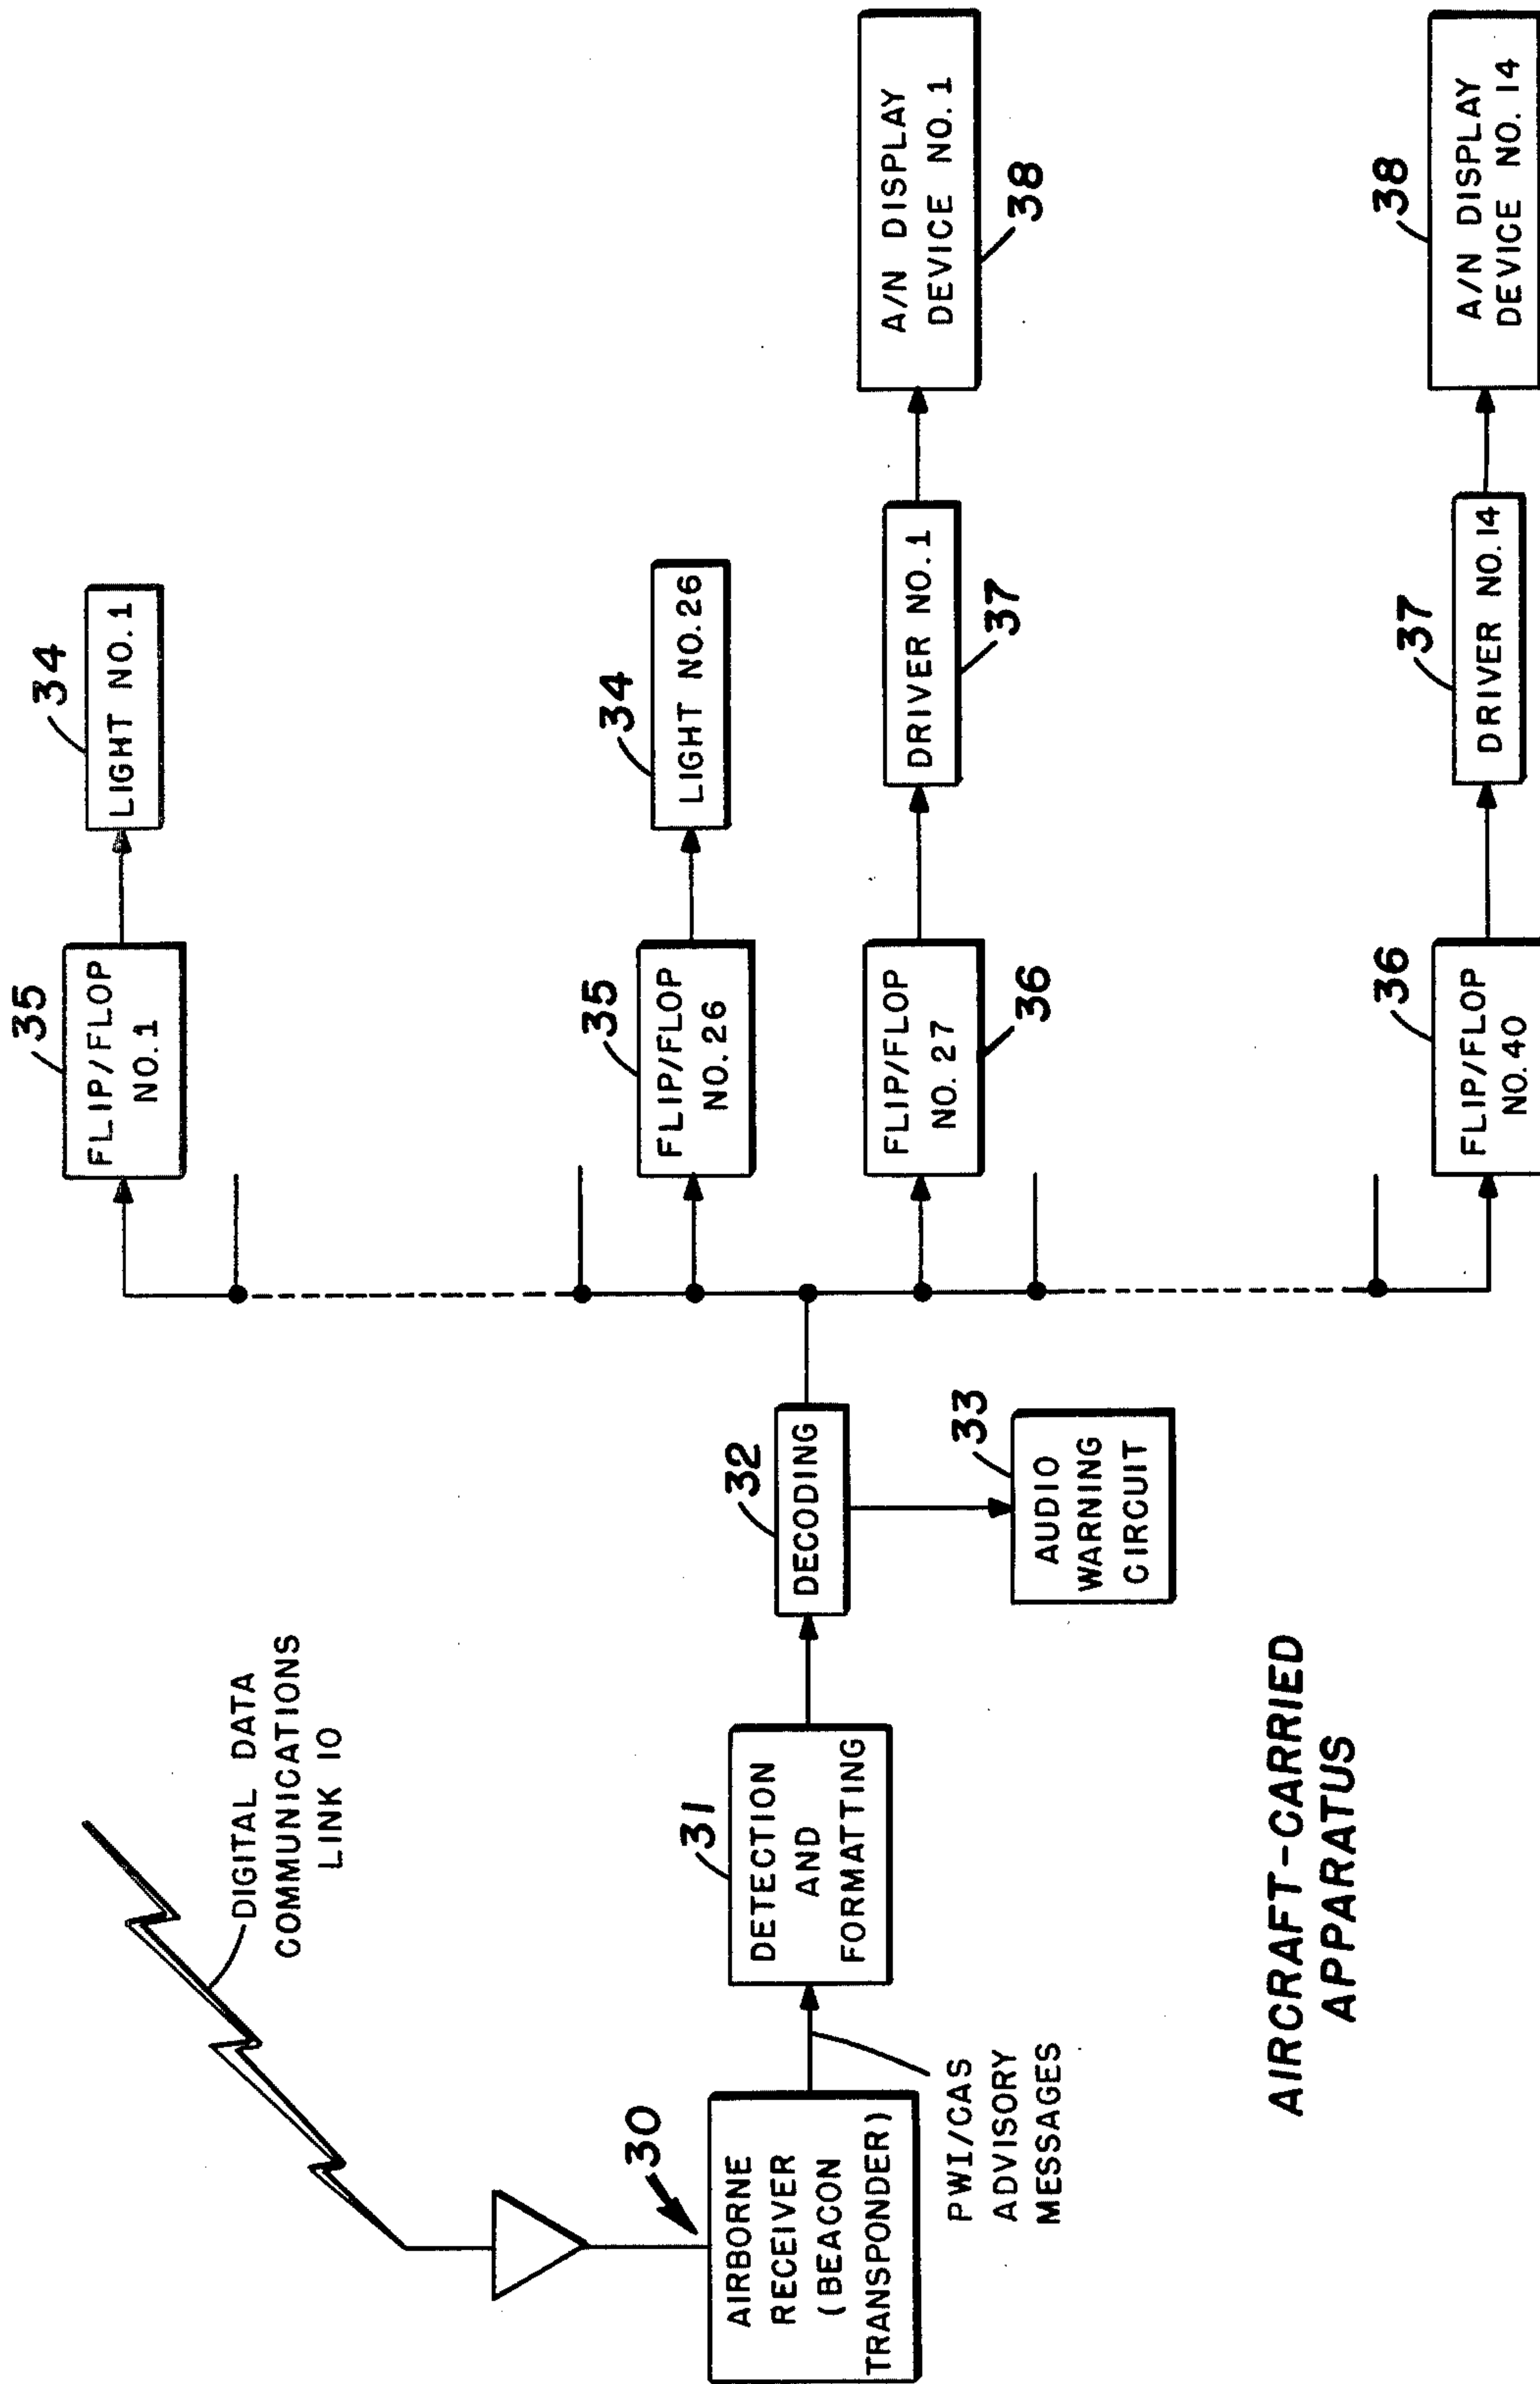 DIGITAL DATA
COMMUNICATIONS
LINK 10
30
AIRBORNE
RECEIVER
(BEACON
TRANSPONDER)
PWI/CAS
ADVISORY
MESSAGES
31
DETECTION
AND
FORMATTING
32
DECODING
33
AUDIO
WARNING
CIRCUIT
35
FLIP/FLOP
NO.1
34
LIGHT NO.1
35
FLIP/FLOP
NO.26
34
LIGHT NO.26
FLIP/FLOP
NO.27
36
DRIVER NO.1
37
A/N DISPLAY
DEVICE NO.1
38
36
FLIP/FLOP
NO.40
37
DRIVER NO.14
38
A/N DISPLAY
DEVICE NO.14
AIRCRAFT-CARRIED
APPARATUS